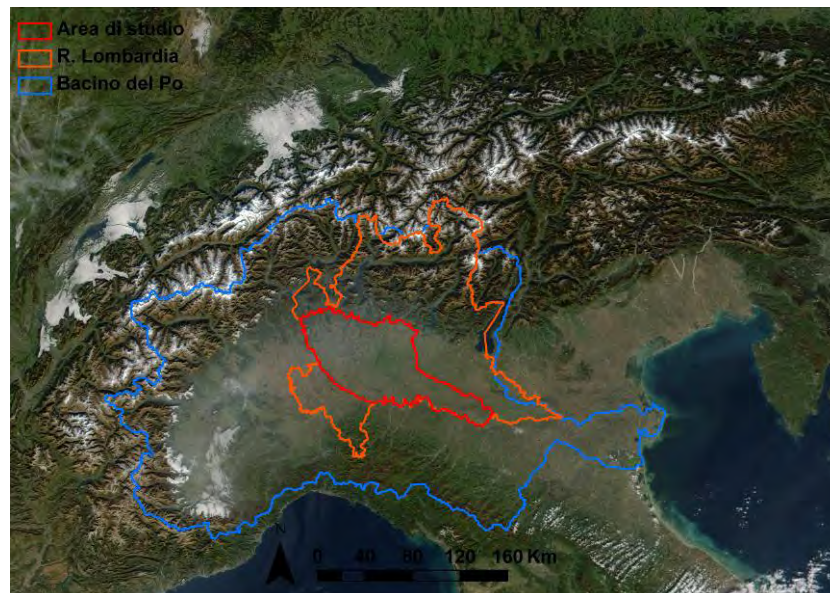 Area di studio
R. Lombardia
Bacino del Po
N
0 40 80 120 160 Km